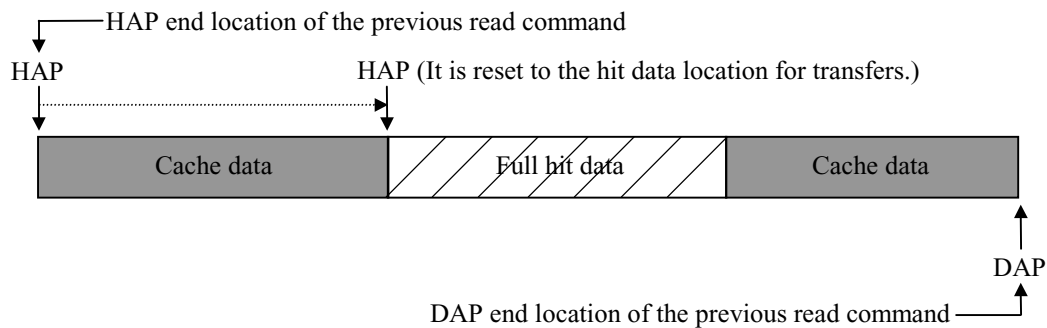 HAP end location of the previous read command
HAP
HAP (It is reset to the hit data location for transfers.)
Cache data
Full hit data
Cache data
DAP
DAP end location of the previous read command